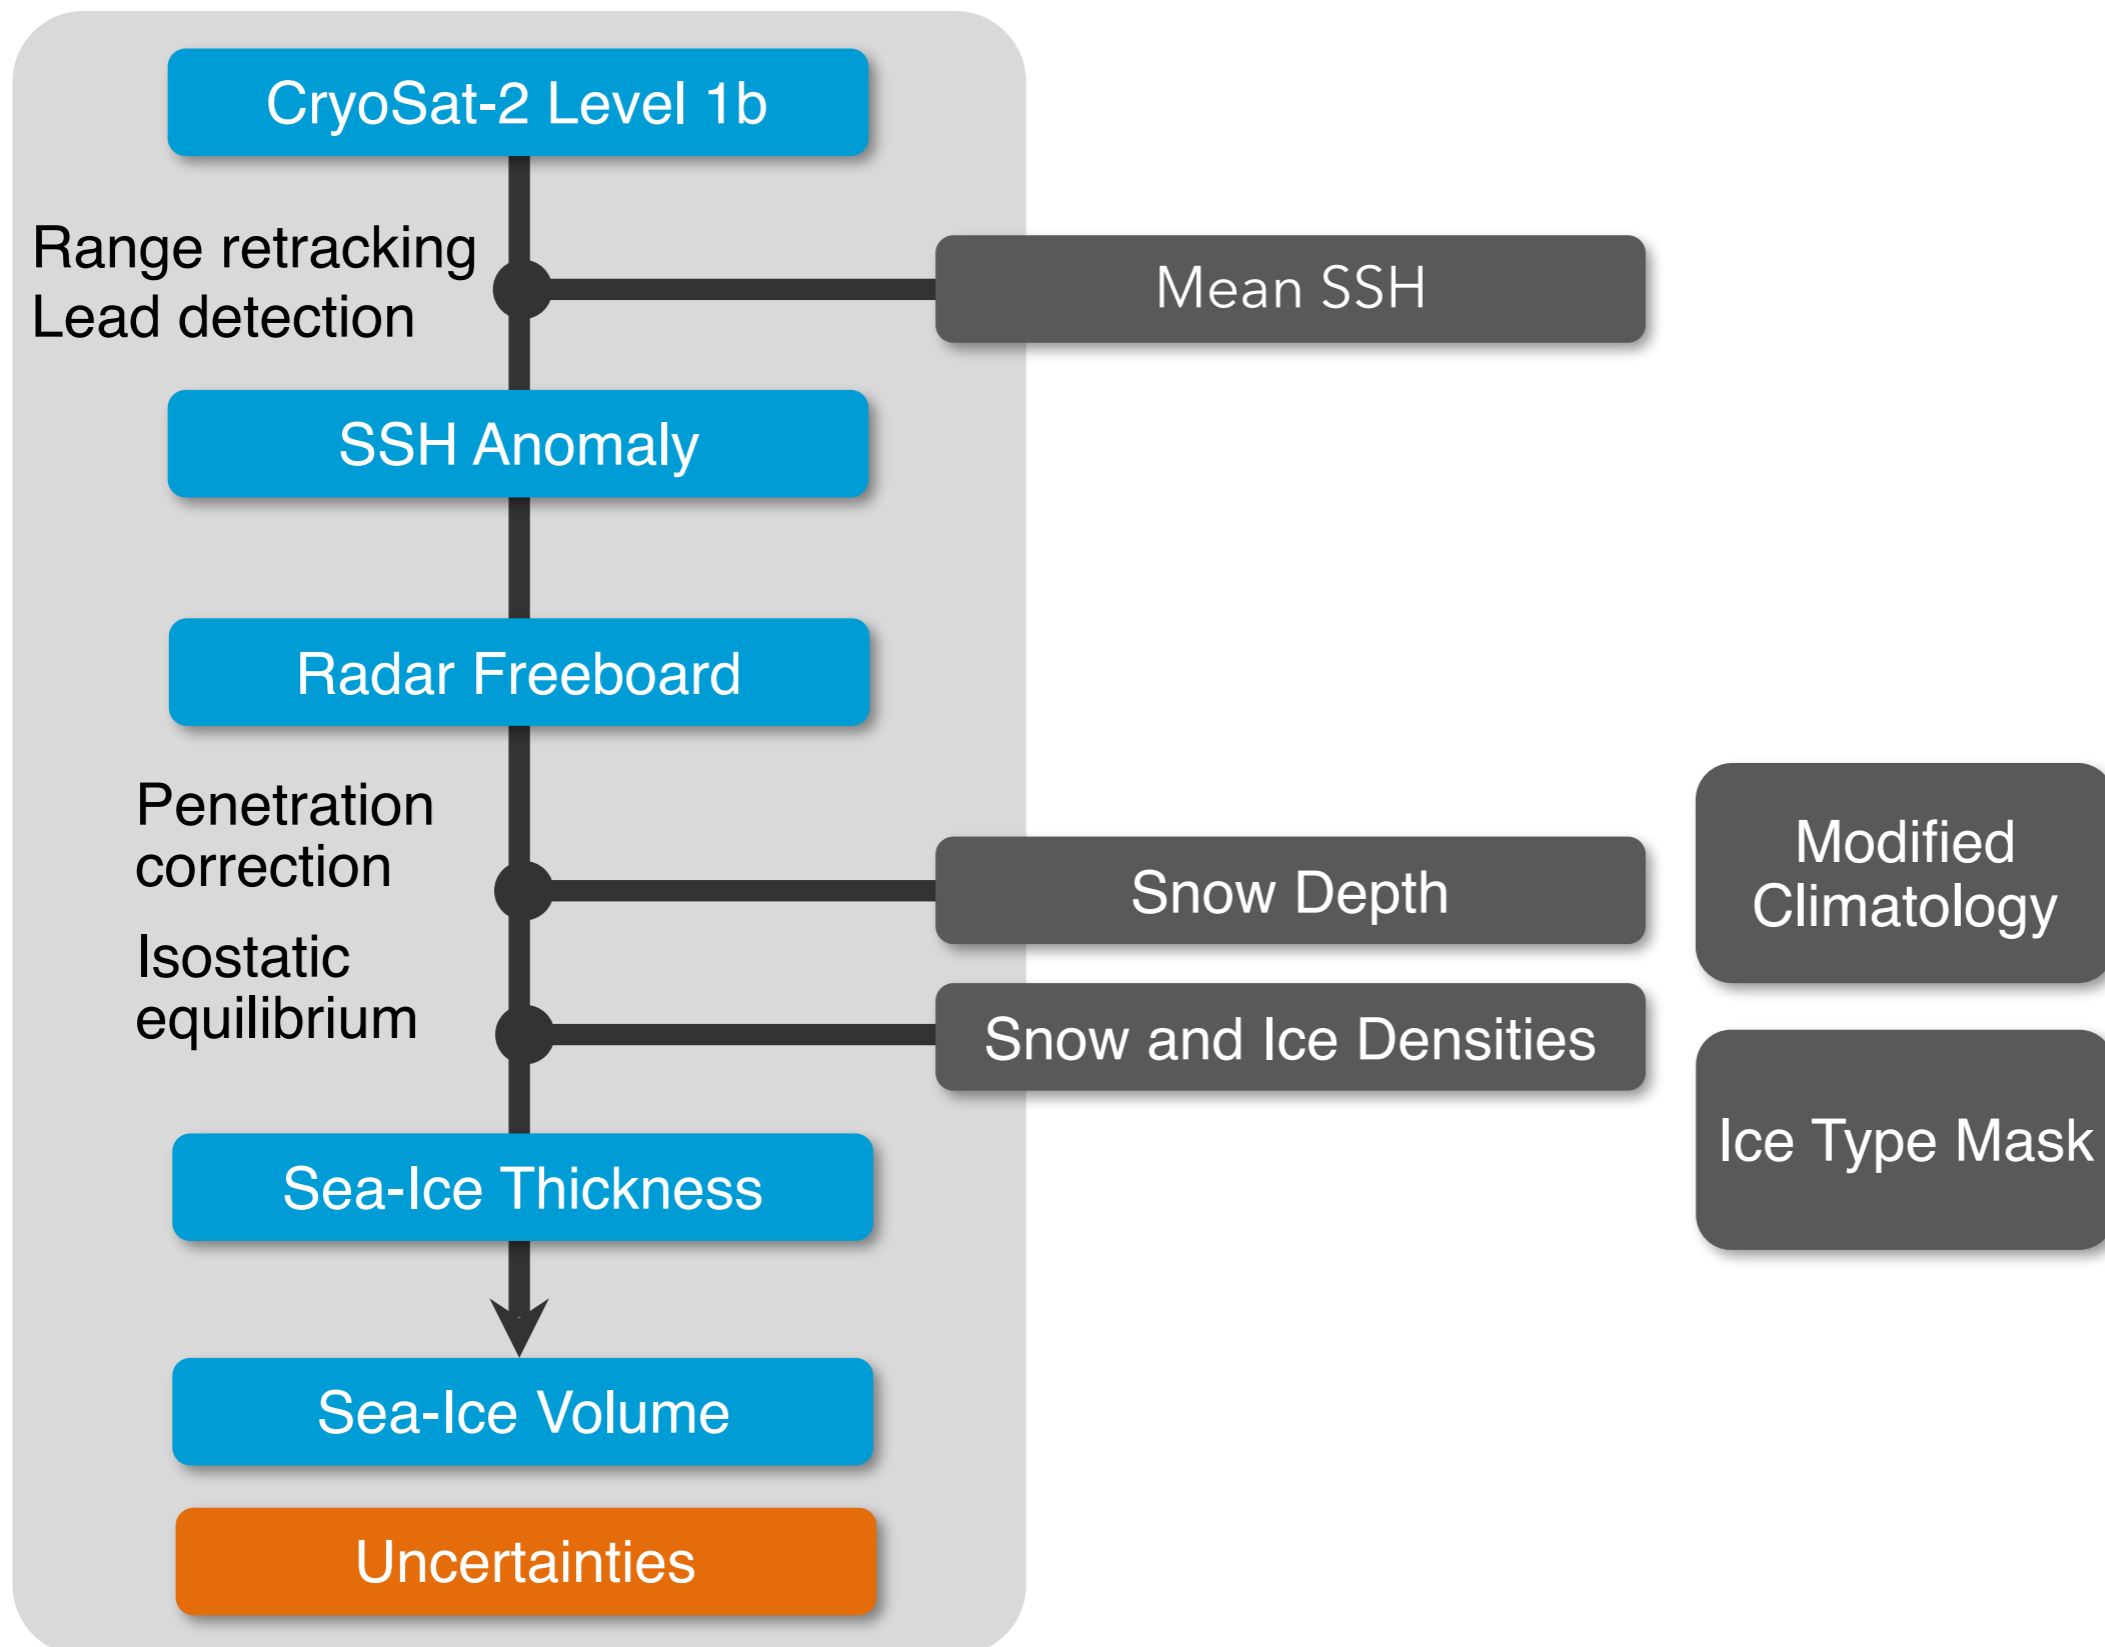 CryoSat-2 Level 1b
Range retracking
Lead detection
Mean SSH
SSH Anomaly
Radar Freeboard
Penetration
correction
Snow Depth
Modified
Climatology
Isostatic
equilibrium
Snow and Ice Densities
Ice Type Mask
Sea-Ice Thickness
Sea-Ice Volume
Uncertainties